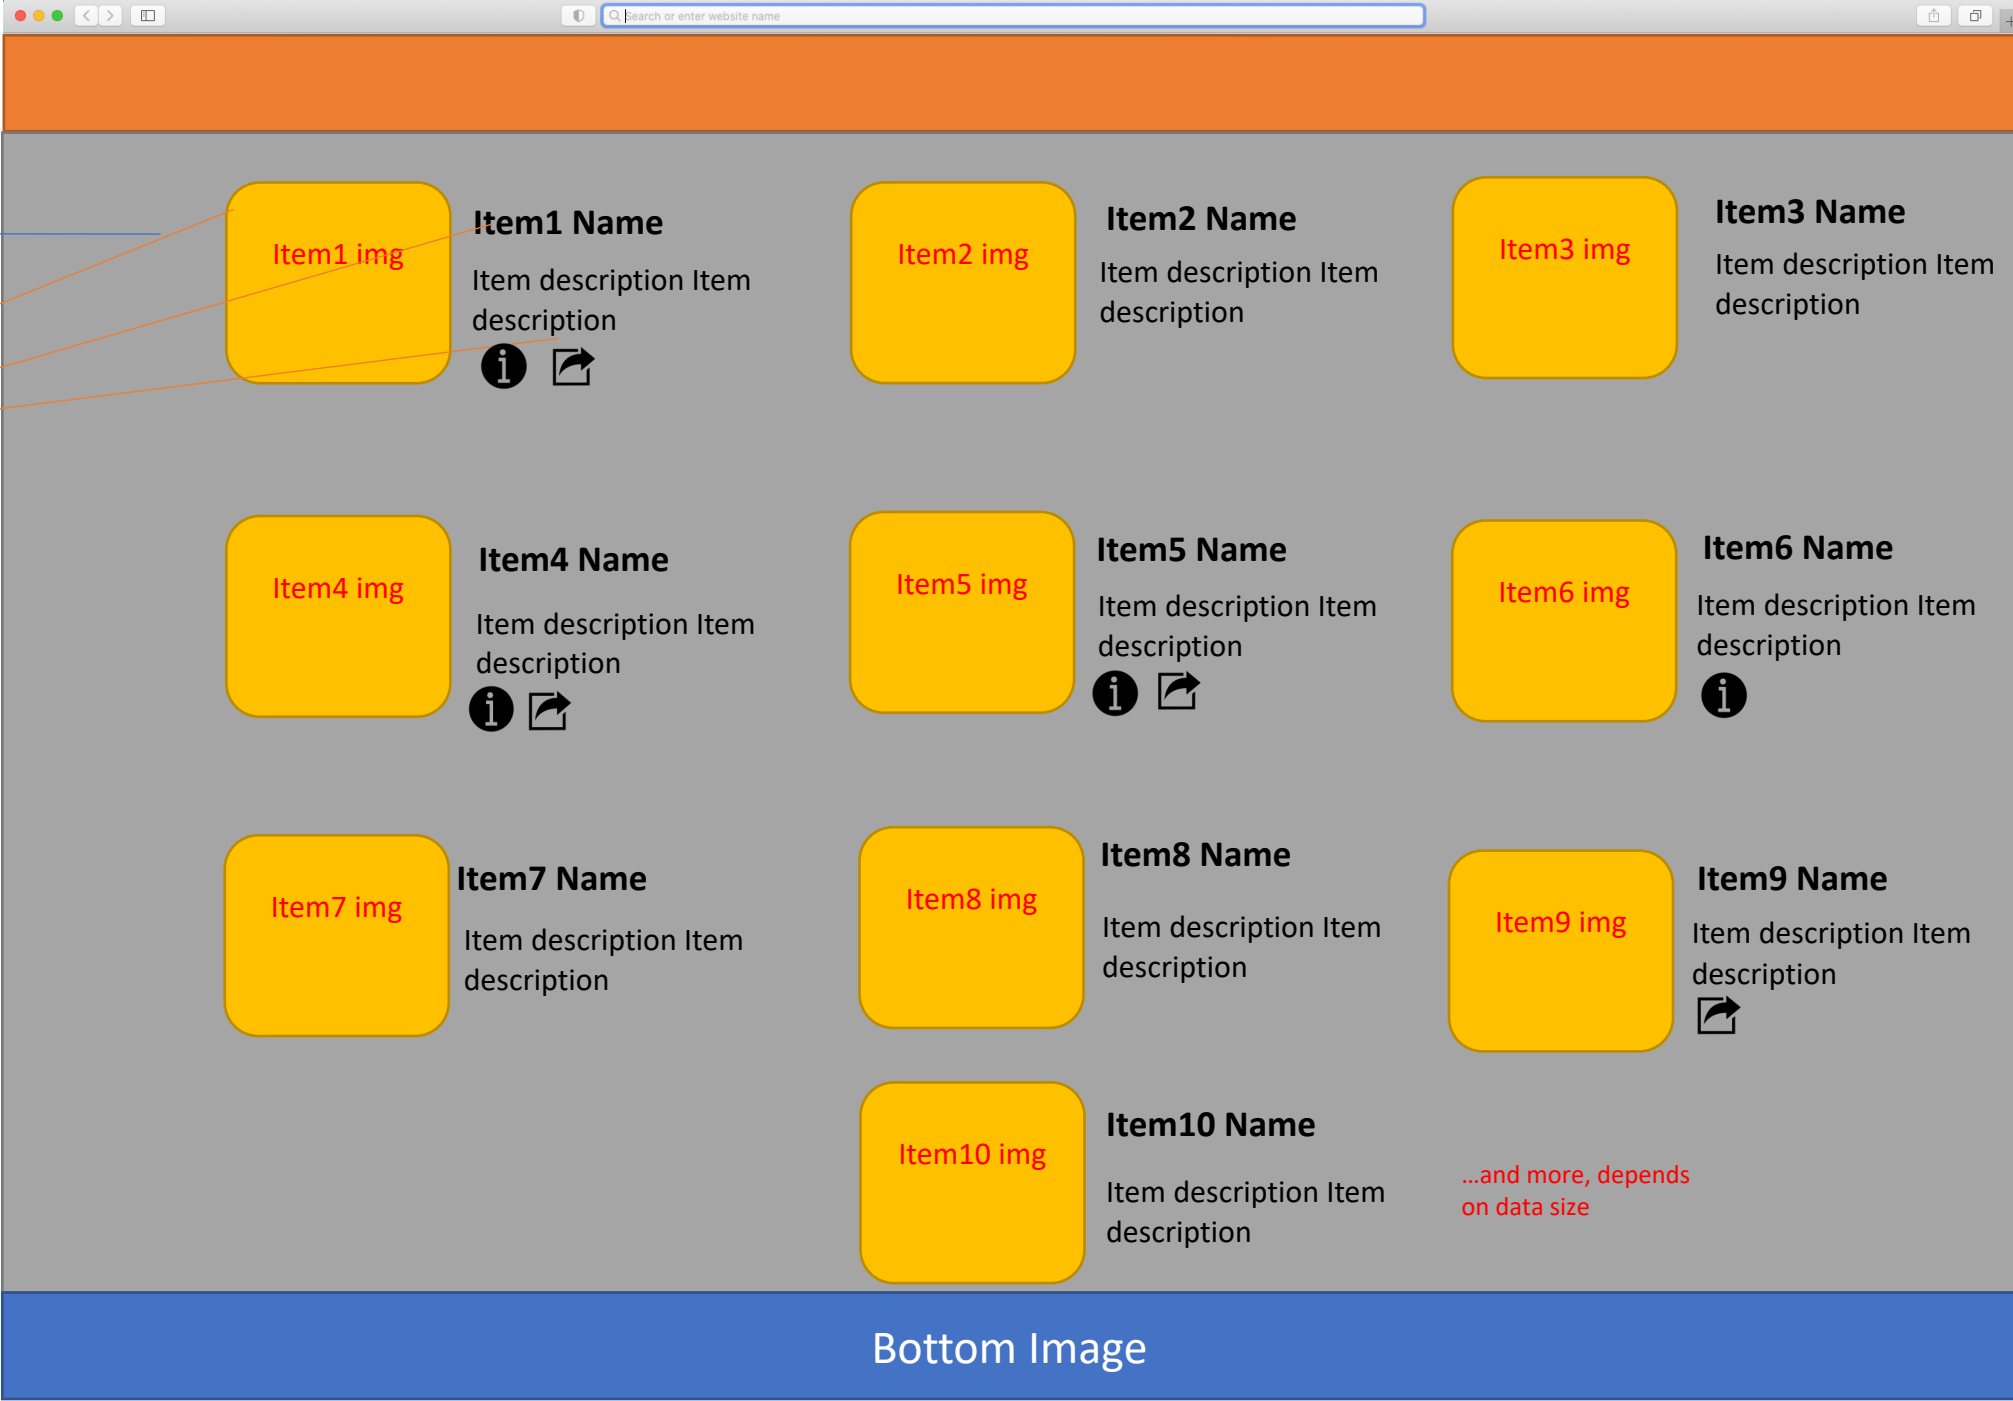 Search or enter website name
Item1 img
Item1 Name
Item description Item
description
Item2 img
Item2 Name
Item description Item
description
Item3 img
Item3 Name
Item description Item
description
Item4 img
Item4 Name
Item description Item
description
Item5 img
Item5 Name
Item description Item
description
Item6 img
Item6 Name
Item description Item
description
Item7 img
Item7 Name
Item description Item
description
Item8 img
Item8 Name
Item description Item
description
Item9 img
Item9 Name
Item description Item
description
Item10 img
Item10 Name
Item description Item
description
...and more, depends
on data size
Bottom Image